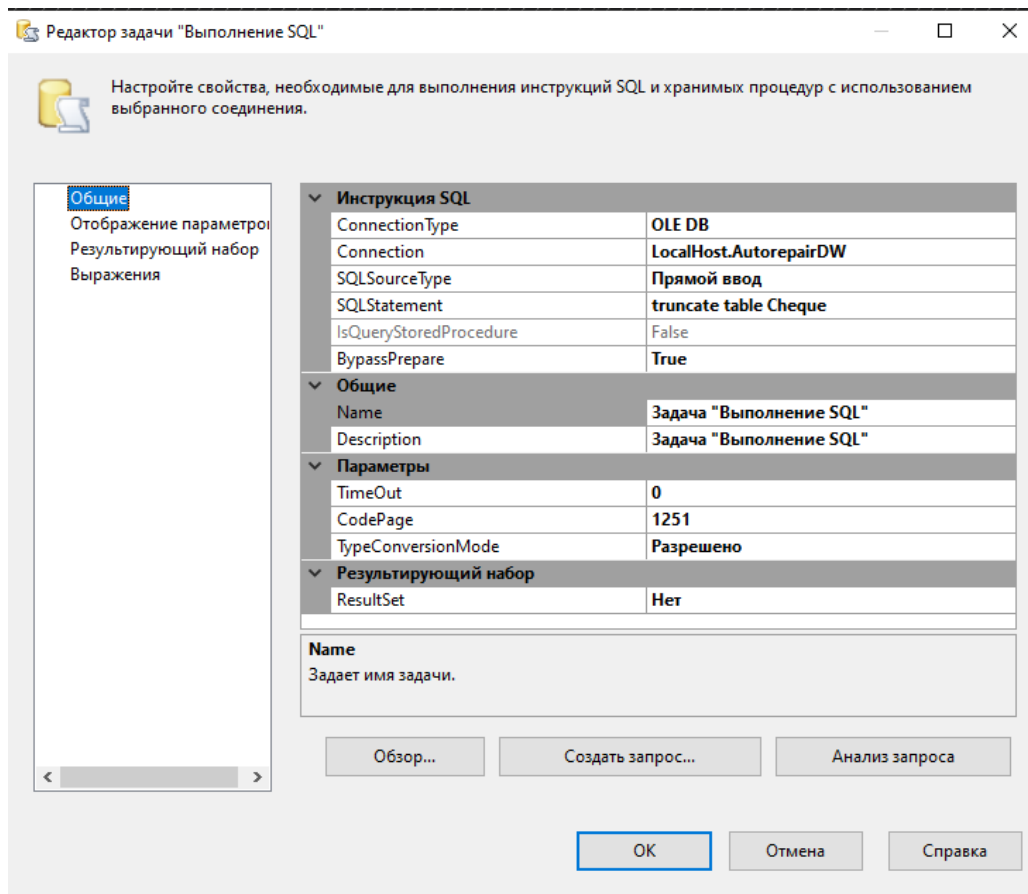 Редактор задачи "Выполнение SQL"
Настройте свойства, необходимые для выполнения инструкций SQL и хранимых процедур с использованием
выбранного соединения.
Общие
Отображение параметров
Результирующий набор
Выражения
Инструкция SQL
ConnectionType OLE DB
Connection LocalHost.AutorepairDW
SQLSourceType Прямой ввод
SQLStatement truncate table Cheque
IsQueryStoredProcedure False
BypassPrepare True
Общие
Name Задача "Выполнение SQL"
Description Задача "Выполнение SQL"
Параметры
TimeOut 0
CodePage 1251
TypeConversionMode Разрешено
Результирующий набор
ResultSet Нет
Name
Задает имя задачи.
Обзор... Создать запрос... Анализ запроса
OK Отмена Справка